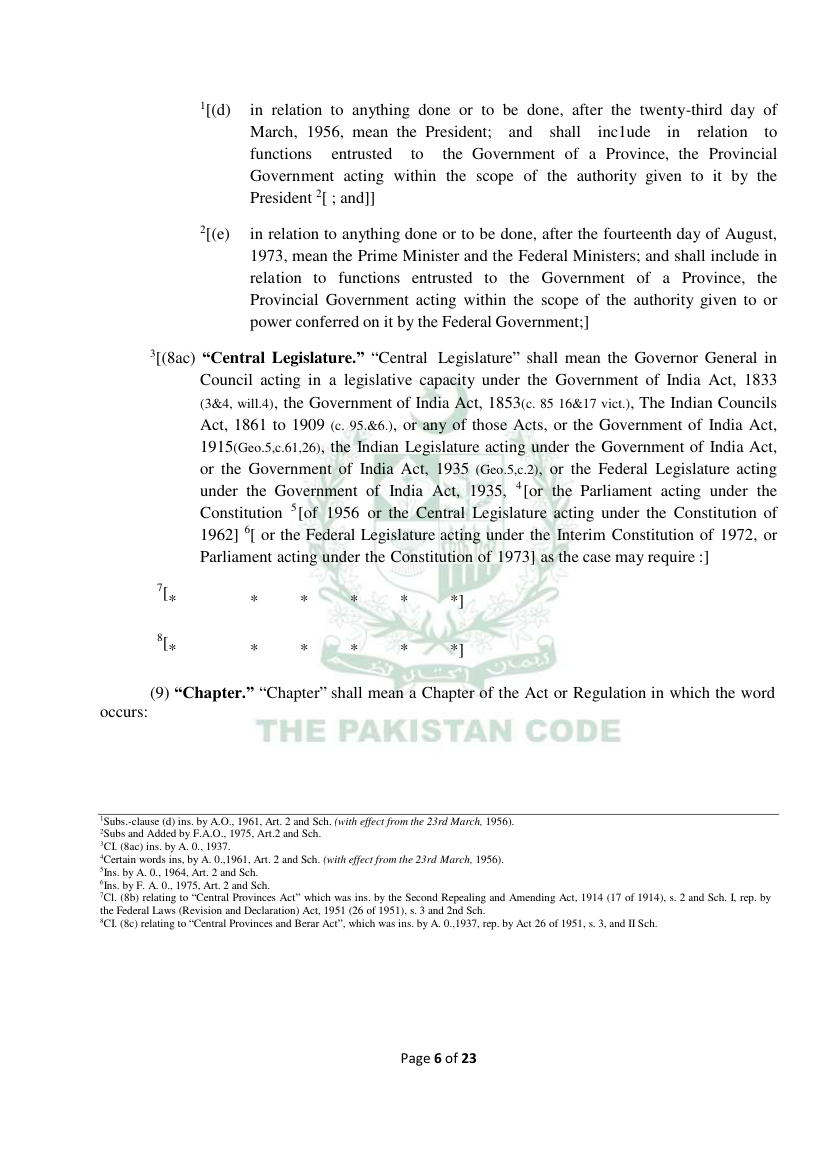 ¹[(d) in relation to anything done or to be done, after the twenty-third day of
March, 1956, mean the President; and shall inc1ude in relation to
functions entrusted to the Government of a Province, the Provincial
Government acting within the scope of the authority given to it by the
President ²[ ; and]]
²[(e) in relation to anything done or to be done, after the fourteenth day of August,
1973, mean the Prime Minister and the Federal Ministers; and shall include in
relation to functions entrusted to the Government of a Province, the
Provincial Government acting within the scope of the authority given to or
power conferred on it by the Federal Government;]
³[(8ac) “Central Legislature.” “Central Legislature” shall mean the Governor General in
Council acting in a legislative capacity under the Government of India Act, 1833
(3&4, will.4), the Government of India Act, 1853(c. 85 16&17 vict.), The Indian Councils
Act, 1861 to 1909 (c. 95.&6.), or any of those Acts, or the Government of India Act,
1915(Geo.5,c.61,26), the Indian Legislature acting under the Government of India Act,
or the Government of India Act, 1935 (Geo.5,c.2), or the Federal Legislature acting
under the Government of India Act, 1935, ⁴[or the Parliament acting under the
Constitution ⁵[of 1956 or the Central Legislature acting under the Constitution of
1962] ⁶[ or the Federal Legislature acting under the Interim Constitution of 1972, or
Parliament acting under the Constitution of 1973] as the case may require :]
⁷[* * * * * *]
⁸[* * * * * *]
(9) “Chapter.” “Chapter” shall mean a Chapter of the Act or Regulation in which the word
occurs:
THE PAKISTAN CODE
¹Subs.-clause (d) ins. by A.O., 1961, Art. 2 and Sch. (with effect from the 23rd March, 1956).
²Subs and Added by F.A.O., 1975, Art.2 and Sch.
³CI. (8ac) ins. by A. 0., 1937.
⁴Certain words ins, by A. 0.,1961, Art. 2 and Sch. (with effect from the 23rd March, 1956).
⁵Ins. by A. 0., 1964, Art. 2 and Sch.
⁶Ins. by F. A. 0., 1975, Art. 2 and Sch.
⁷Cl. (8b) relating to “Central Provinces Act” which was ins. by the Second Repealing and Amending Act, 1914 (17 of 1914), s. 2 and Sch. I, rep. by
the Federal Laws (Revision and Declaration) Act, 1951 (26 of 1951), s. 3 and 2nd Sch.
⁸CI. (8c) relating to “Central Provinces and Berar Act”, which was ins. by A. 0.,1937, rep. by Act 26 of 1951, s. 3, and II Sch.
Page 6 of 23